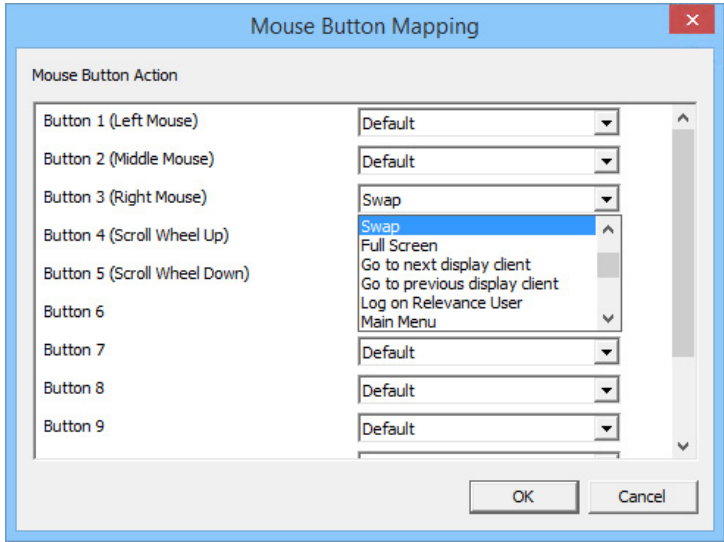 Mouse Button Mapping
Mouse Button Action
Button 1 (Left Mouse) Default
Button 2 (Middle Mouse) Default
Button 3 (Right Mouse) Swap
Swap
Button 4 (Scroll Wheel Up) Full Screen
Go to next display client
Button 5 (Scroll Wheel Down) Go to previous display client
Log on Relevance User
Button 6 Main Menu
Button 7 Default
Button 8 Default
Button 9 Default
OK Cancel